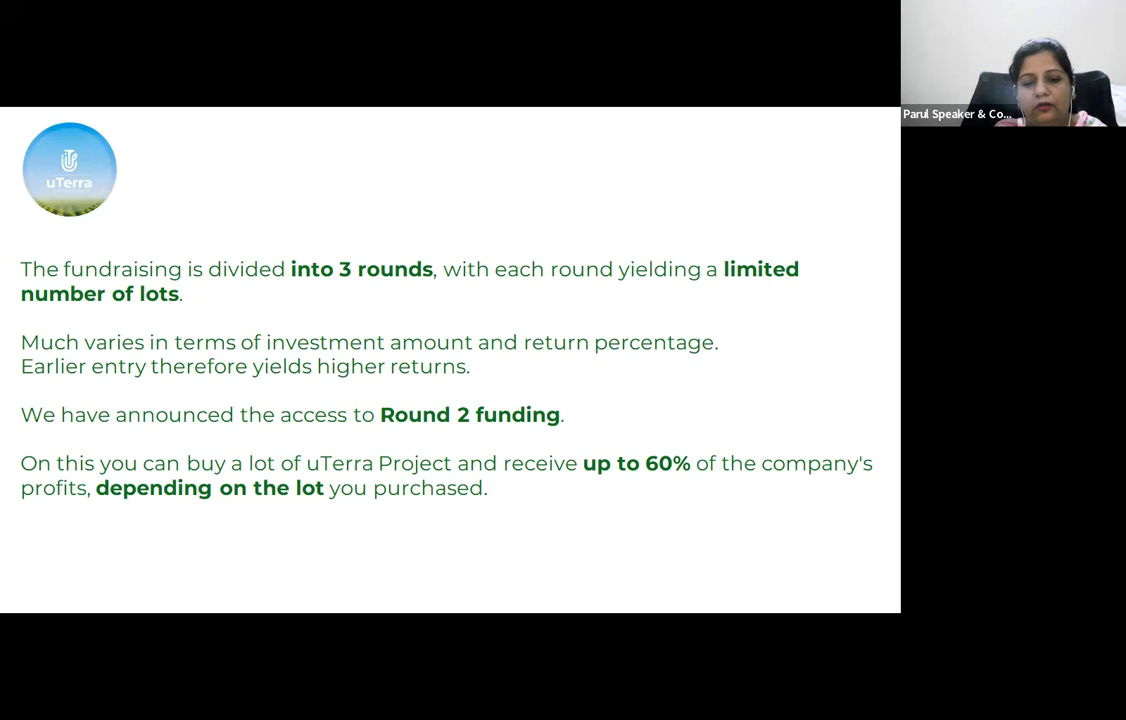 Parul Speaker & Co...
uTerra
The fundraising is divided into 3 rounds, with each round yielding a limited
number of lots.
Much varies in terms of investment amount and return percentage.
Earlier entry therefore yields higher returns.
We have announced the access to Round 2 funding.
On this you can buy a lot of uTerra Project and receive up to 60% of the company's
profits, depending on the lot you purchased.